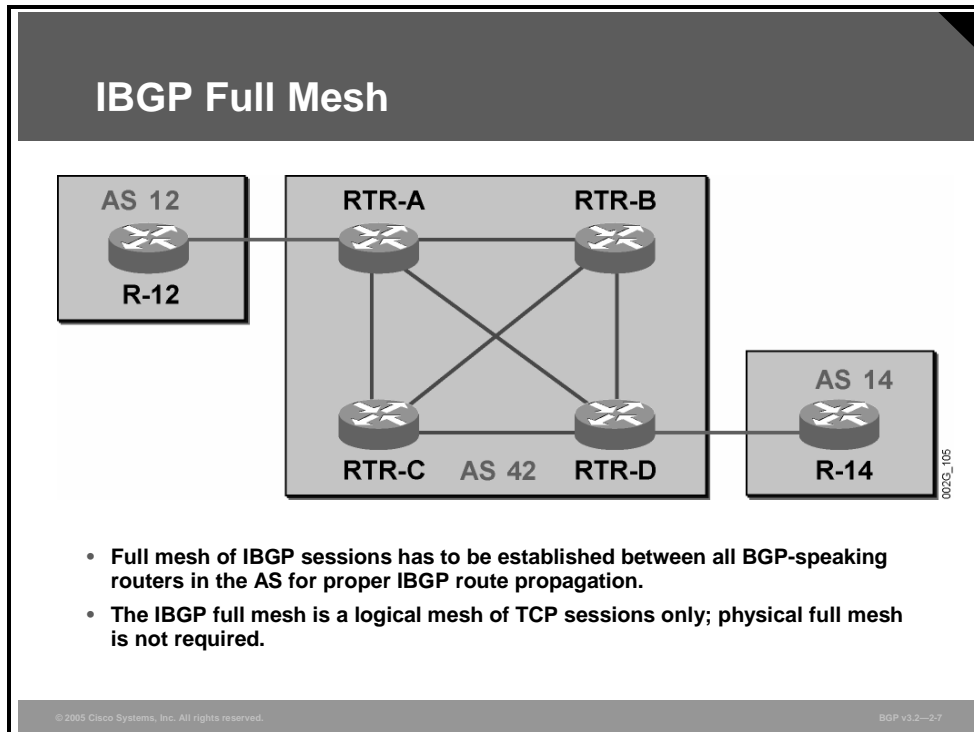 IBGP Full Mesh
AS 12
RTR-A
RTR-B
R-12
AS 14
RTR-C
AS 42
RTR-D
R-14
002G_105
• Full mesh of IBGP sessions has to be established between all BGP-speaking
routers in the AS for proper IBGP route propagation.
• The IBGP full mesh is a logical mesh of TCP sessions only; physical full mesh
is not required.
© 2005 Cisco Systems, Inc. All rights reserved.
BGP v3.2—2-7